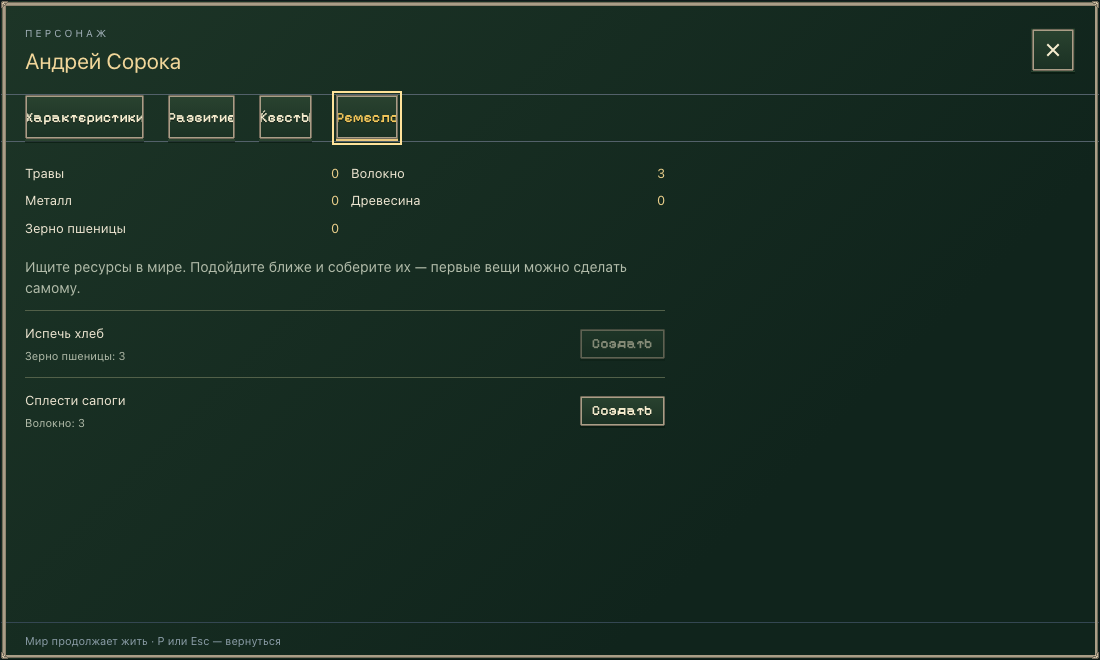 ПЕРСОНАЖ
Андрей Сорока
×
Характеристики Развитие Квесты Ремесло
Травы 0 Волокно 3
Металл 0 Древесина 0
Зерно пшеницы 0
Ищите ресурсы в мире. Подойдите ближе и соберите их — первые вещи можно сделать
самому.
Испечь хлеб
Создать
Зерно пшеницы: 3
Сплести сапоги
Создать
Волокно: 3
Мир продолжает жить · P или Esc — вернуться